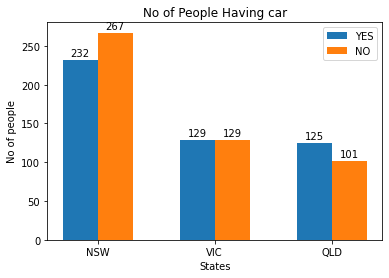 No of People Having car
YES
NO
250
200
150
100
50
0
No of people
232
267
129
129
125
101
NSW
VIC
QLD
States